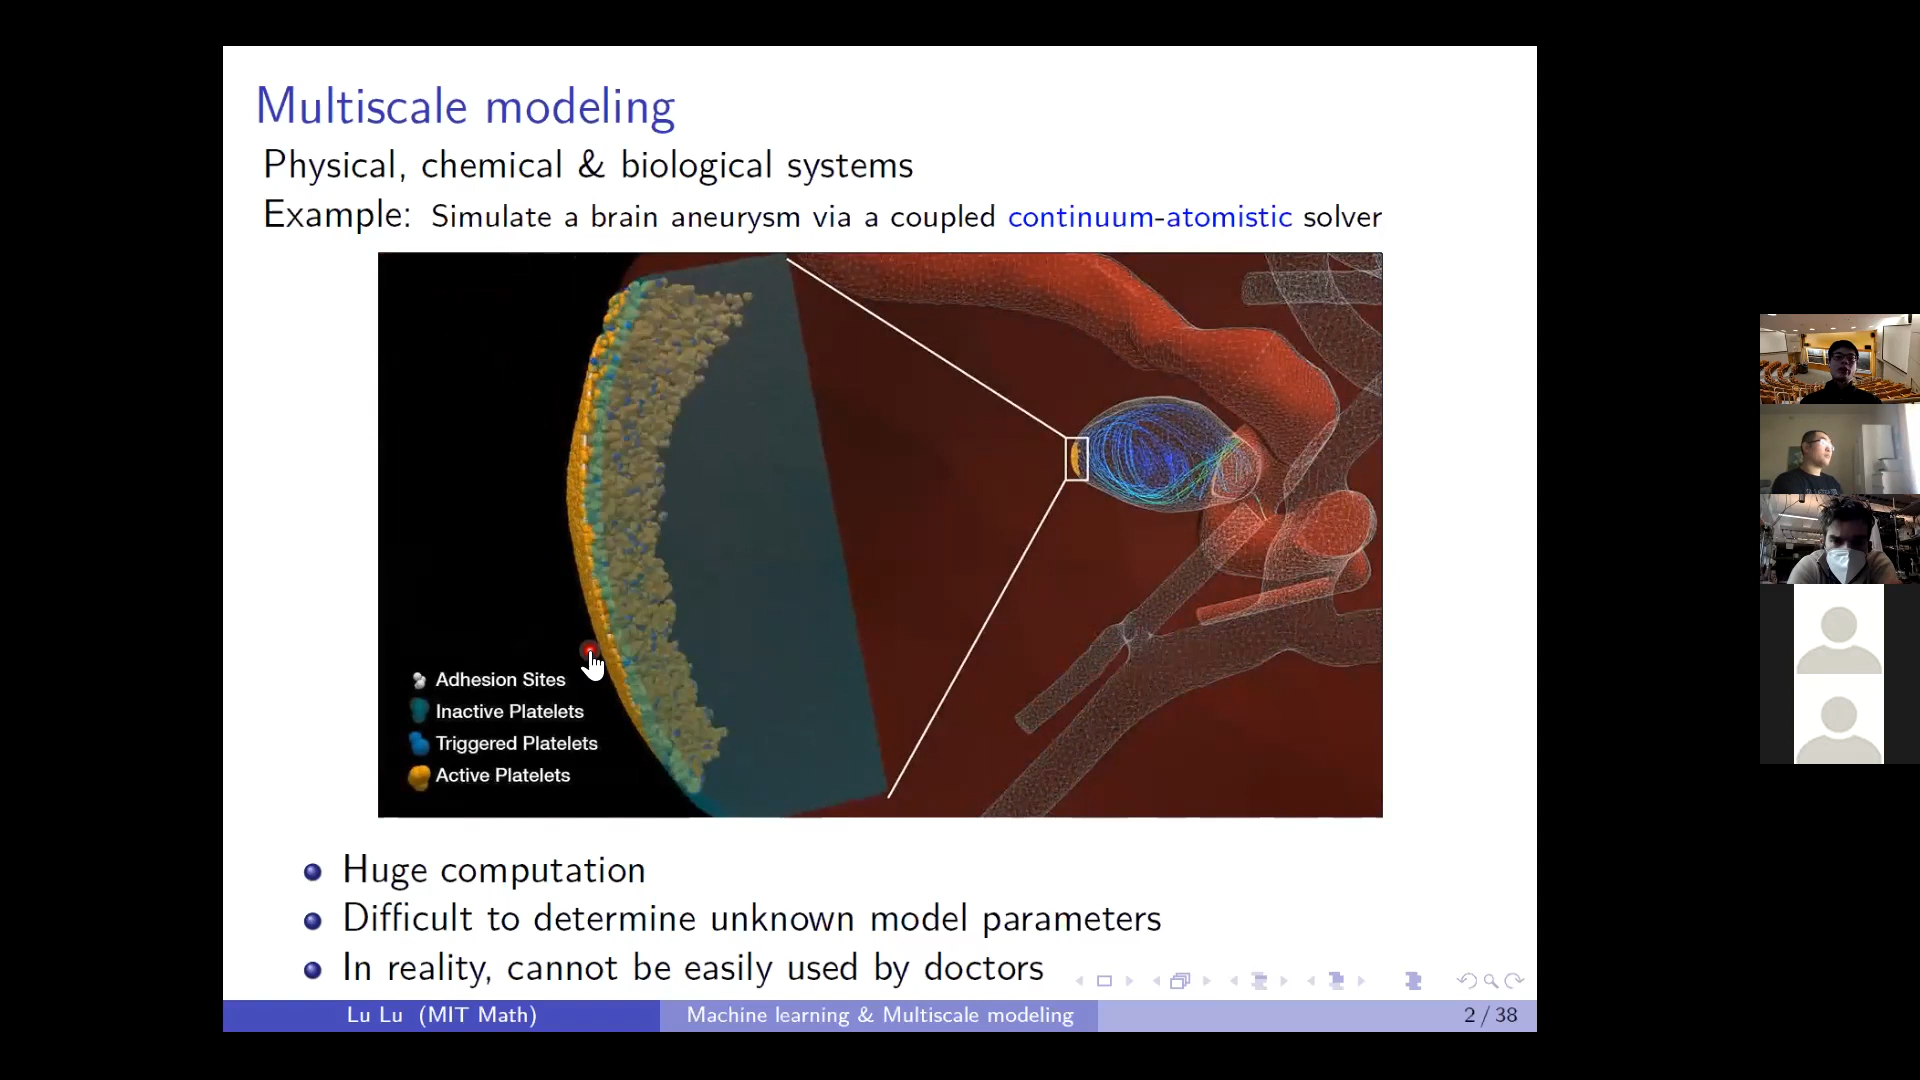 Multiscale modeling
Physical, chemical & biological systems
Example: Simulate a brain aneurysm via a coupled continuum-atomistic solver
Adhesion Sites
Inactive Platelets
Triggered Platelets
Active Platelets
Huge computation
Difficult to determine unknown model parameters
In reality, cannot be easily used by doctors
Lu Lu (MIT Math)
Machine learning & Multiscale modeling
2 / 38